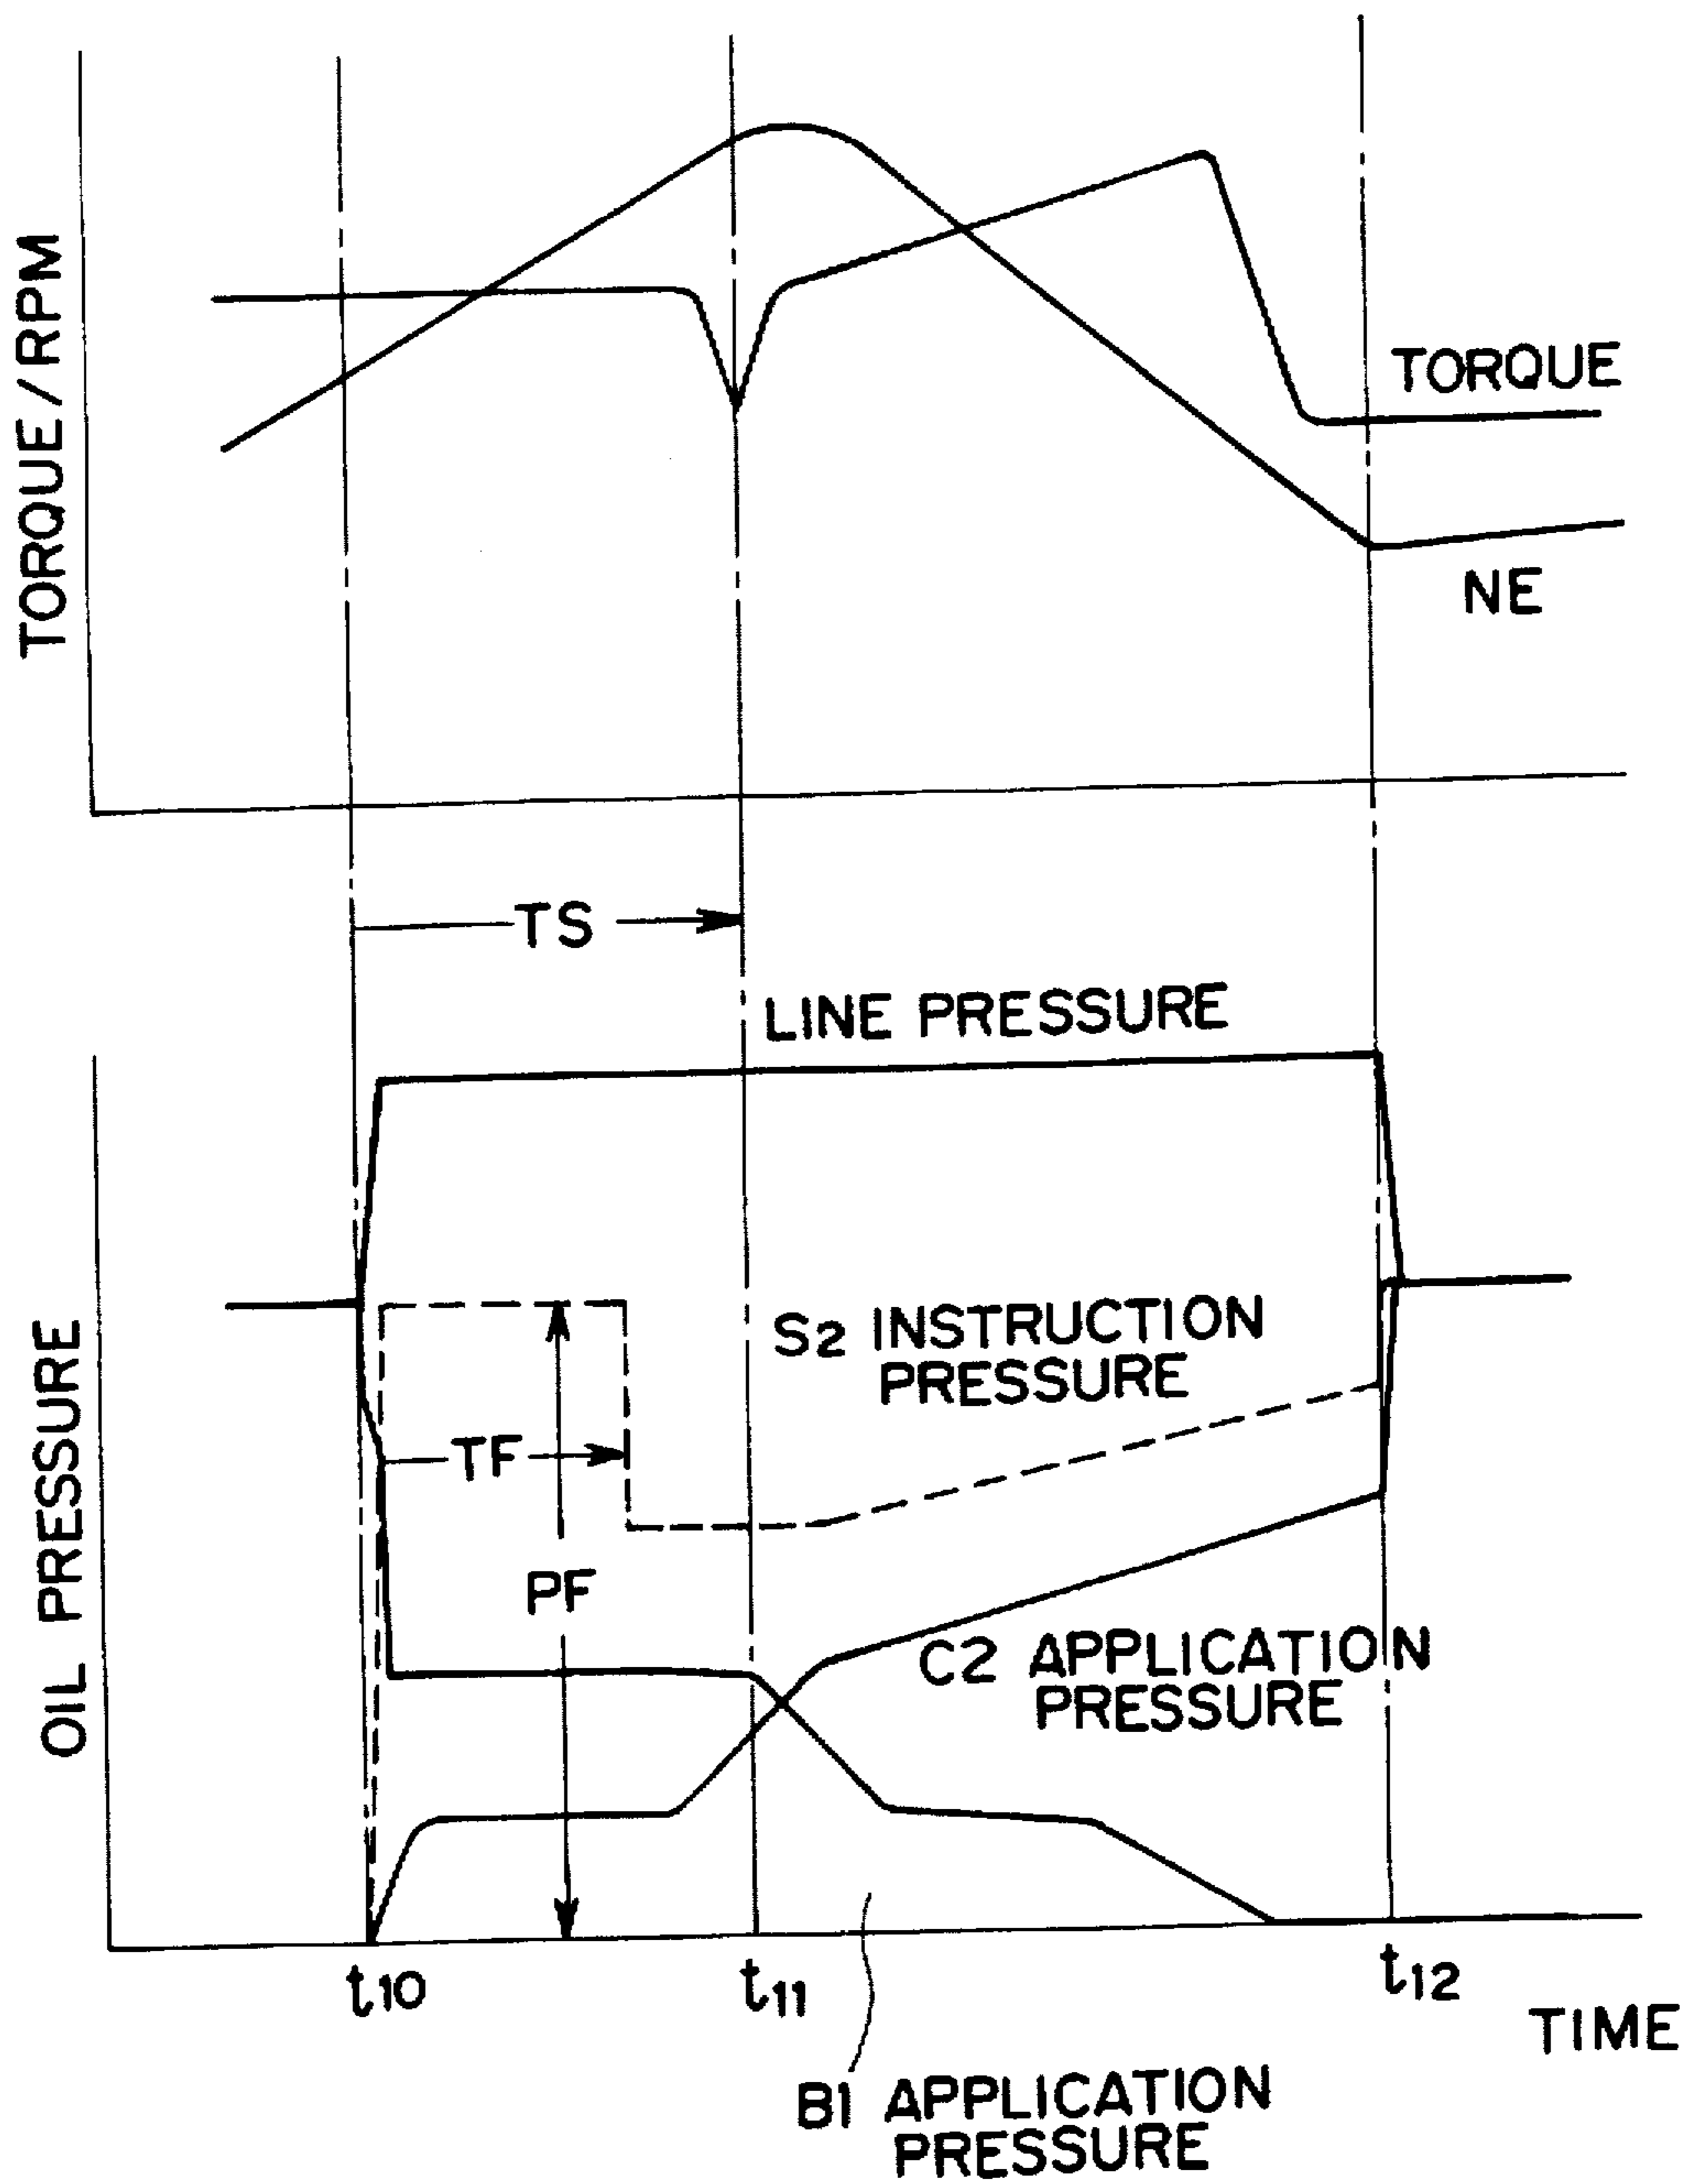 TORQUE/RPM
TORQUE
NE
TS
LINE PRESSURE
S2 INSTRUCTION
PRESSURE
TF
PF
C2 APPLICATION
PRESSURE
OIL PRESSURE
t10
t11
t12
TIME
B1 APPLICATION
PRESSURE